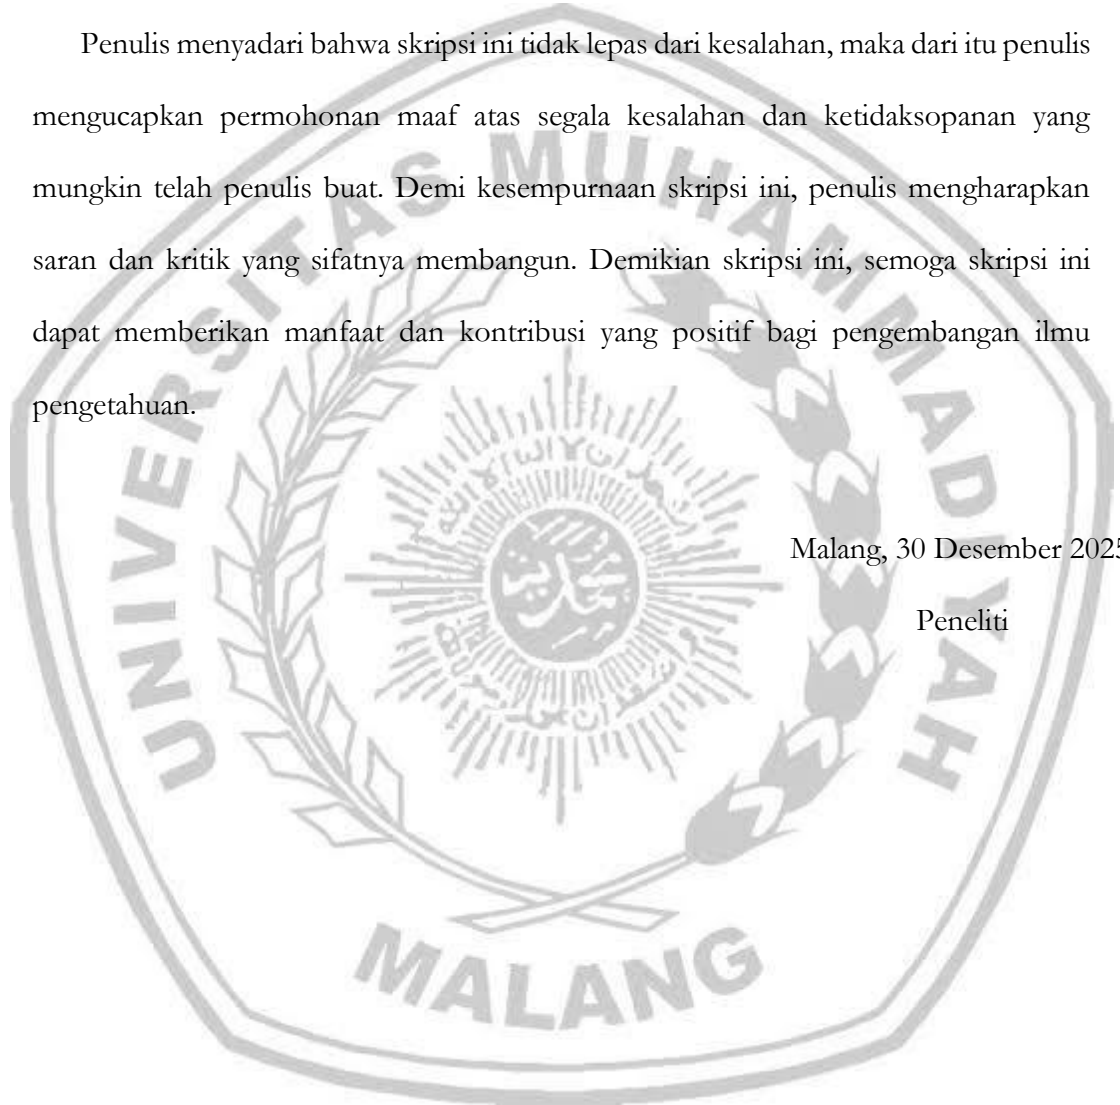 Penulis menyadari bahwa skripsi ini tidak lepas dari kesalahan, maka dari itu penulis
mengucapkan permohonan maaf atas segala kesalahan dan ketidaksopanan yang
mungkin telah penulis buat. Demi kesempurnaan skripsi ini, penulis mengharapkan
saran dan kritik yang sifatnya membangun. Demikian skripsi ini, semoga skripsi ini
dapat memberikan manfaat dan kontribusi yang positif bagi pengembangan ilmu
pengetahuan.
Malang, 30 Desember 2025
Peneliti
UNIVERSITAS MUHAMMADIYAH
MALANG